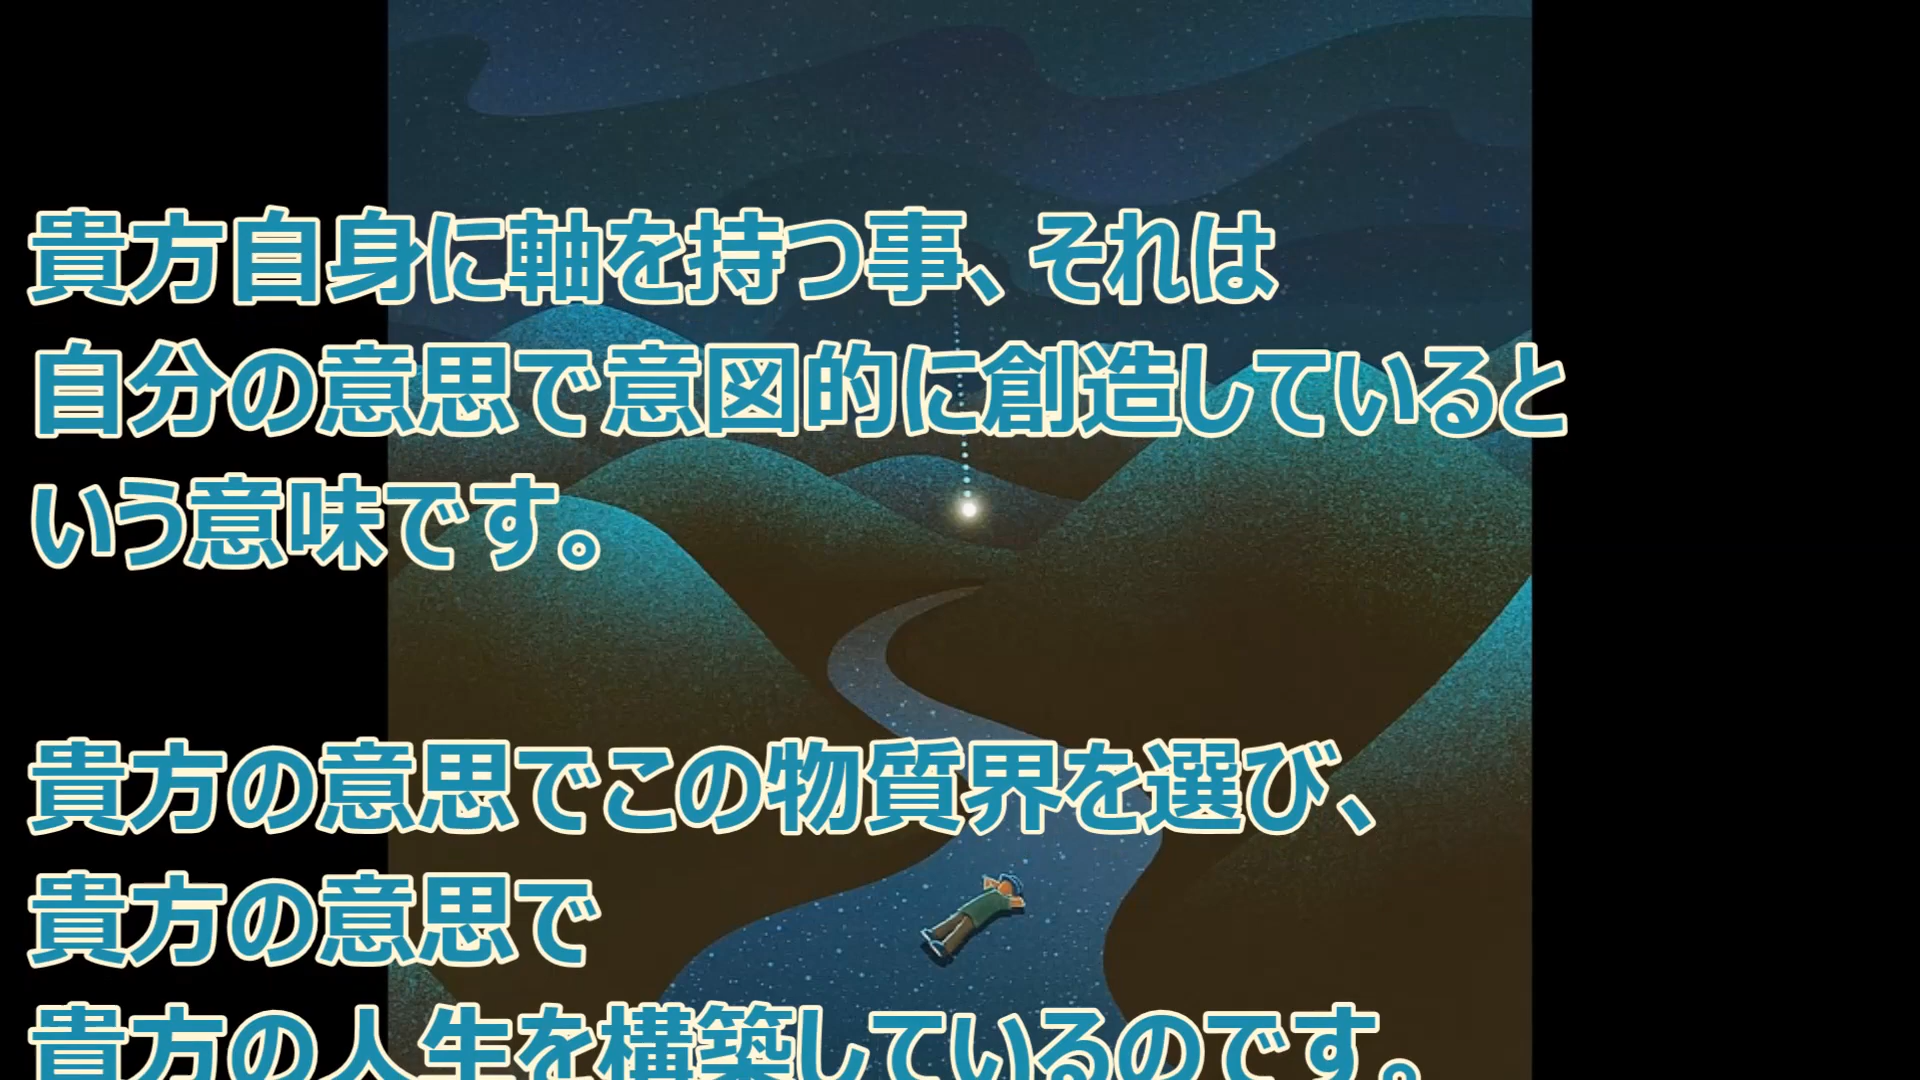 貴方自身に軸を持つ事、それは
自分の意思で意図的に創造していると
いう意味です。
貴方の意思でこの物質界を選び、
貴方の意思で
貴方の人生を構築しているのです。